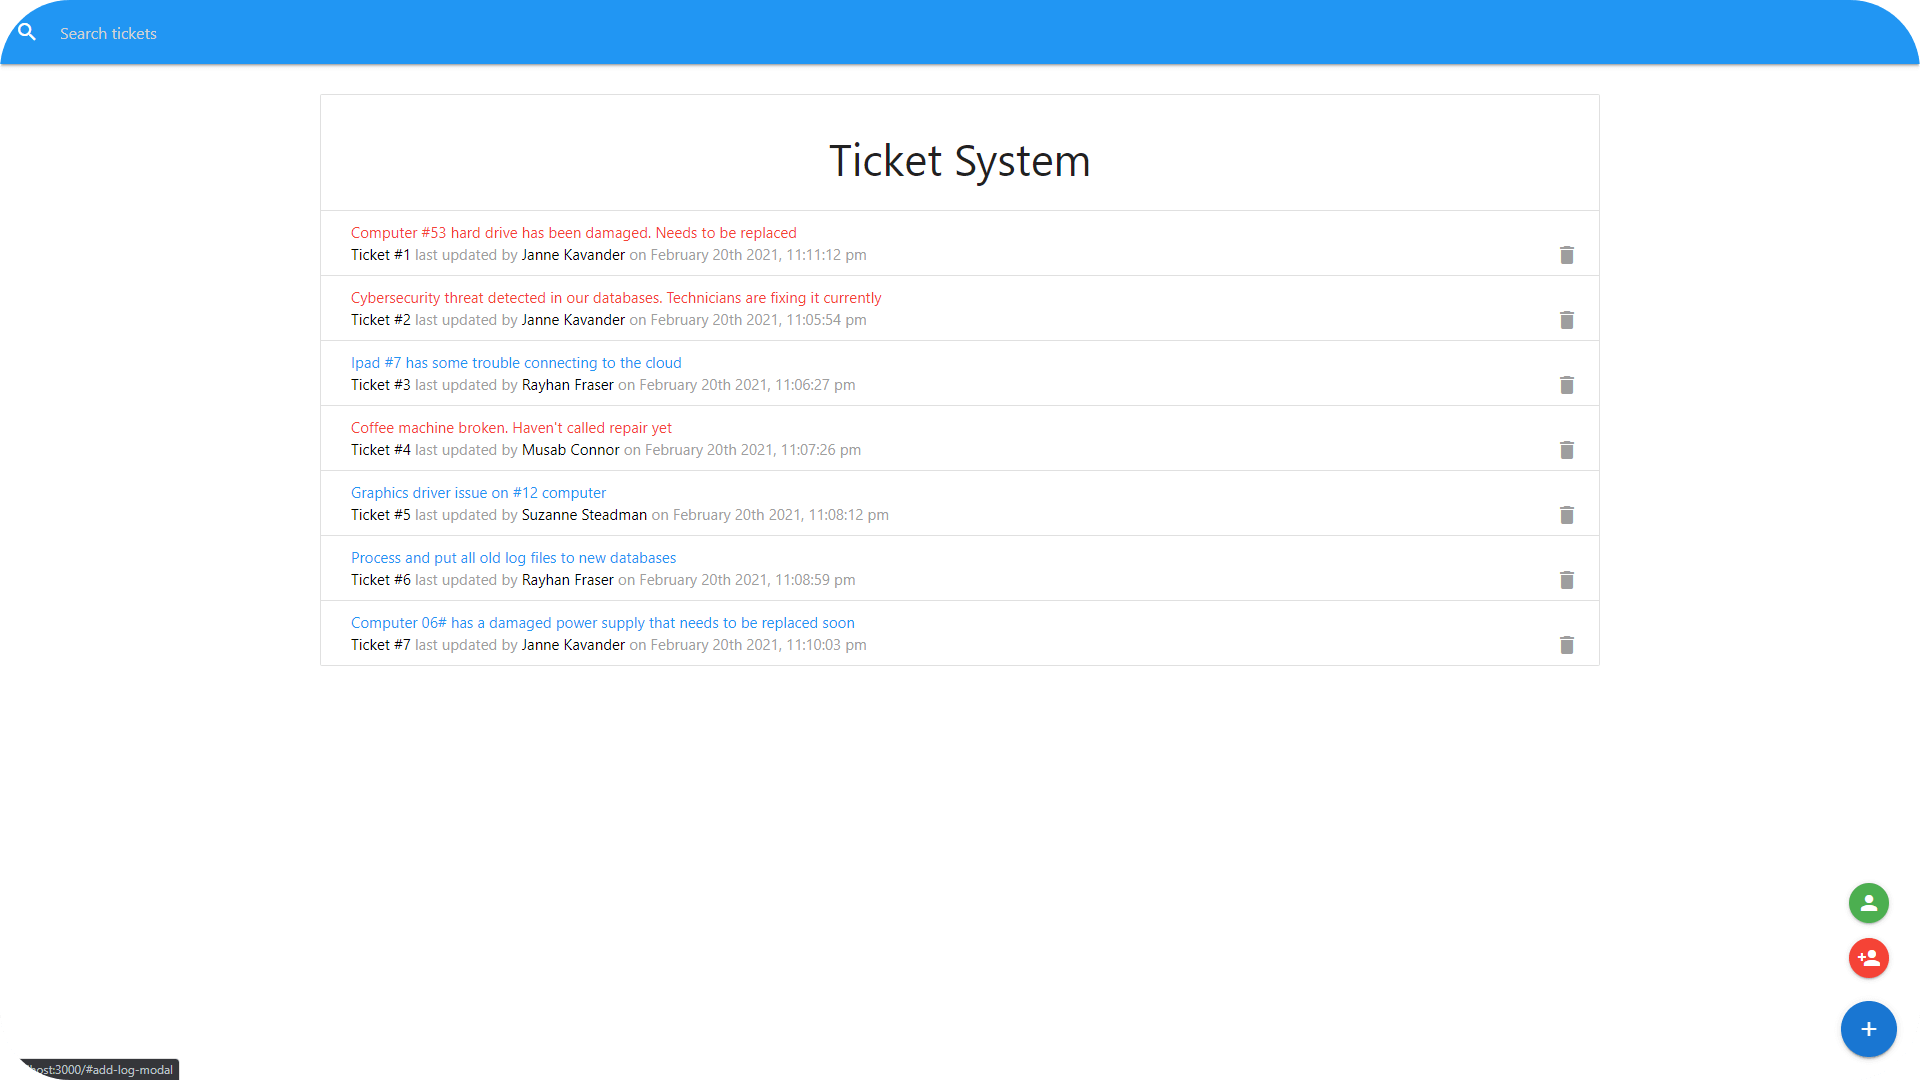 Search tickets
Ticket System
Computer #53 hard drive has been damaged. Needs to be replaced
Ticket #1 last updated by Janne Kavander on February 20th 2021, 11:11:12 pm
Cybersecurity threat detected in our databases. Technicians are fixing it currently
Ticket #2 last updated by Janne Kavander on February 20th 2021, 11:05:54 pm
Ipad #7 has some trouble connecting to the cloud
Ticket #3 last updated by Rayhan Fraser on February 20th 2021, 11:06:27 pm
Coffee machine broken. Haven't called repair yet
Ticket #4 last updated by Musab Connor on February 20th 2021, 11:07:26 pm
Graphics driver issue on #12 computer
Ticket #5 last updated by Suzanne Steadman on February 20th 2021, 11:08:12 pm
Process and put all old log files to new databases
Ticket #6 last updated by Rayhan Fraser on February 20th 2021, 11:08:59 pm
Computer 06# has a damaged power supply that needs to be replaced soon
Ticket #7 last updated by Janne Kavander on February 20th 2021, 11:10:03 pm
host:3000/#add-log-modal